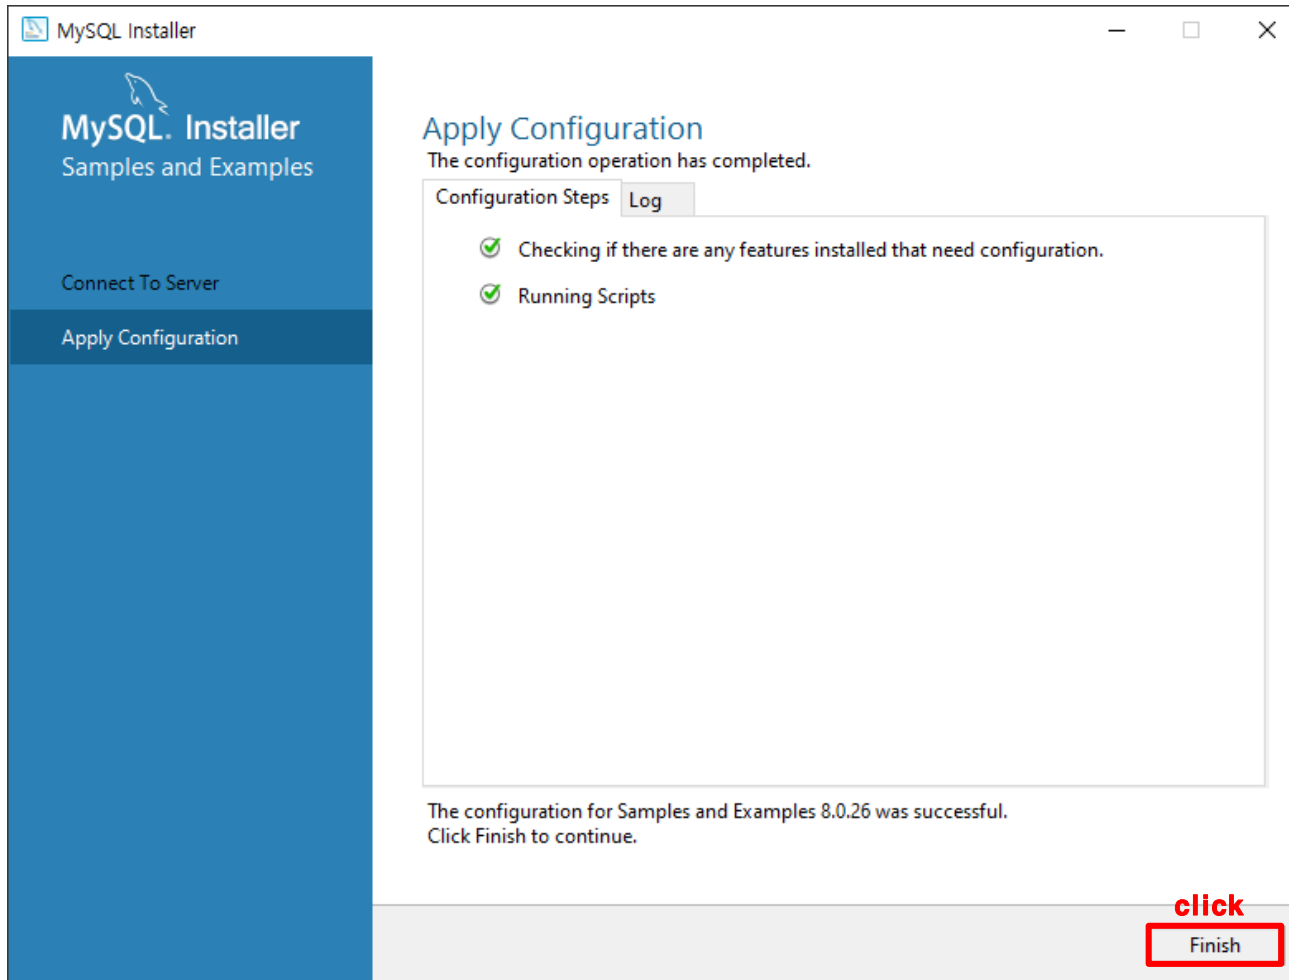 MySQL Installer
MySQL. Installer
Samples and Examples
Connect To Server
Apply Configuration
Apply Configuration
The configuration operation has completed.
Configuration Steps
Log
Checking if there are any features installed that need configuration.
Running Scripts
The configuration for Samples and Examples 8.0.26 was successful.
Click Finish to continue.
click
Finish